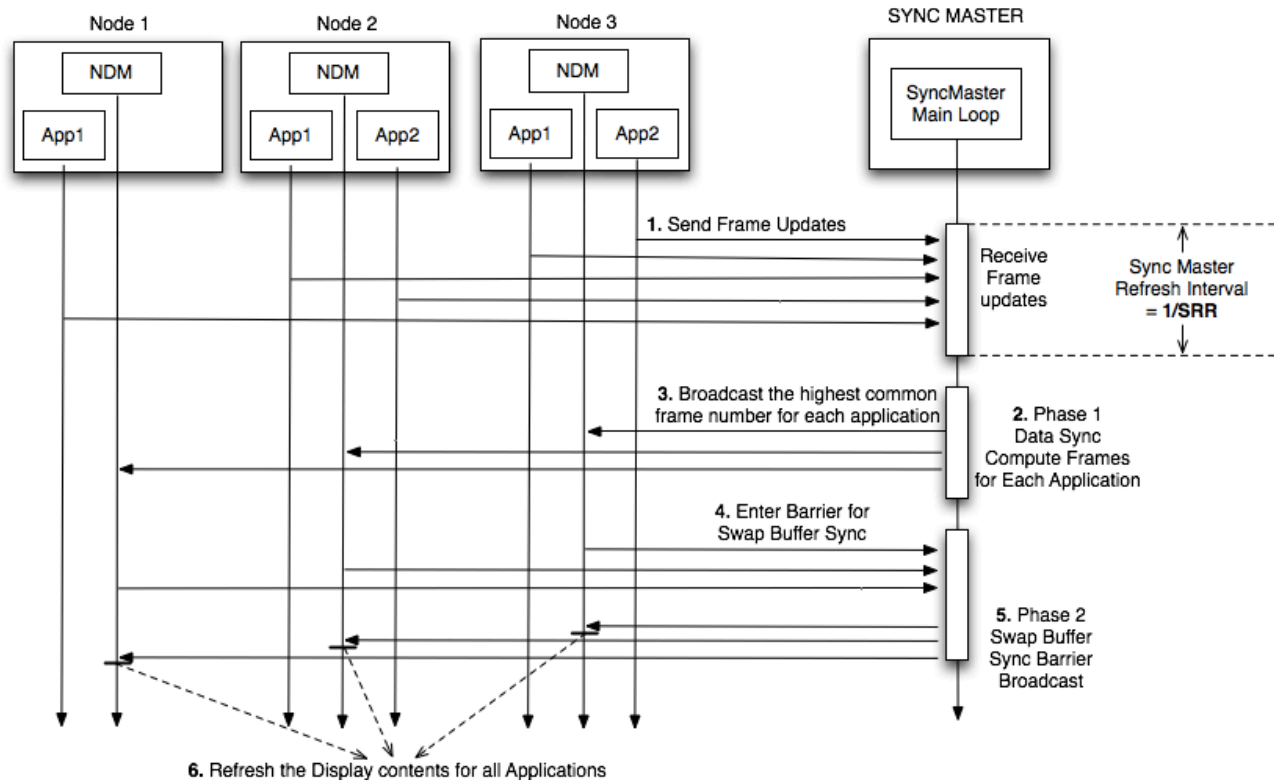 Node 1
Node 2
Node 3
SYNC MASTER
NDM
NDM
NDM
SyncMaster
Main Loop
App1
App1
App2
App1
App2
1. Send Frame Updates
Receive
Frame
updates
Sync Master
Refresh Interval
= 1/SRR
3. Broadcast the highest common
frame number for each application
2. Phase 1
Data Sync
Compute Frames
for Each Application
4. Enter Barrier for
Swap Buffer Sync
5. Phase 2
Swap Buffer
Sync Barrier
Broadcast
6. Refresh the Display contents for all Applications